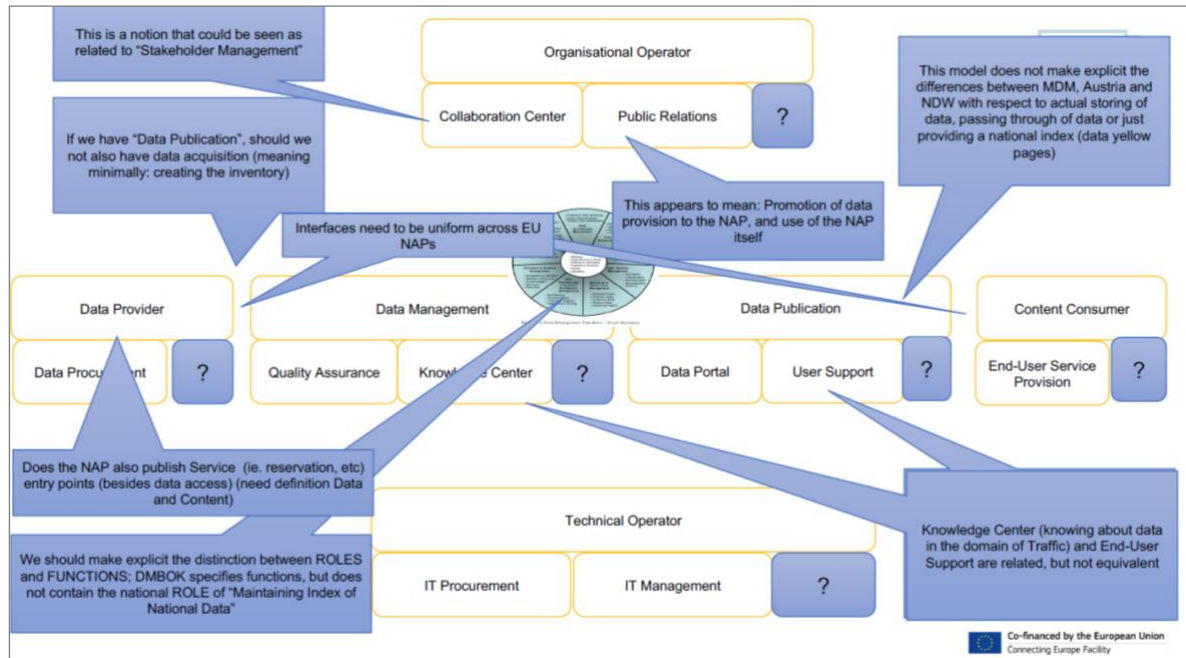 This is a notion that could be seen as
related to “Stakeholder Management”
Organisational Operator
Collaboration Center
Public Relations
?
This model does not make explicit the
differences between MDM, Austria and
NDW with respect to actual storing of
data, passing through of data or just
providing a national index (data yellow
pages)
If we have “Data Publication”, should we
not also have data acquisition (meaning
minimally: creating the inventory)
Interfaces need to be uniform across EU
NAPs
This appears to mean: Promotion of data
provision to the NAP, and use of the NAP
itself
Data Provider
Data Management
Data Publication
Content Consumer
?
Quality Assurance
?
Data Portal
User Support
?
End-User Service
Provision
?
Does the NAP also publish Service (ie. reservation, etc)
entry points (besides data access) (need definition Data
and Content)
We should make explicit the distinction between ROLES
and FUNCTIONS; DMBOK specifies functions, but does
not contain the national ROLE of “Maintaining Index of
National Data”
Technical Operator
IT Procurement
IT Management
?
Knowledge Center (knowing about data
in the domain of Traffic) and End-User
Support are related, but not equivalent
Co-financed by the European Union
Connecting Europe Facility